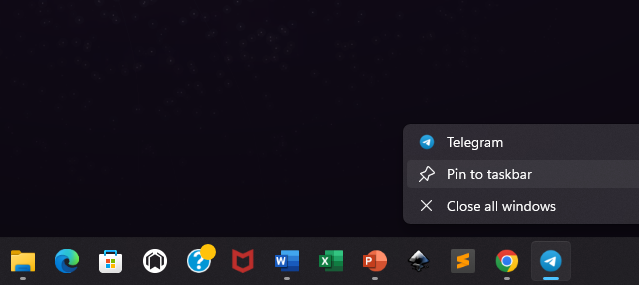 Telegram
Pin to taskbar
Close all windows